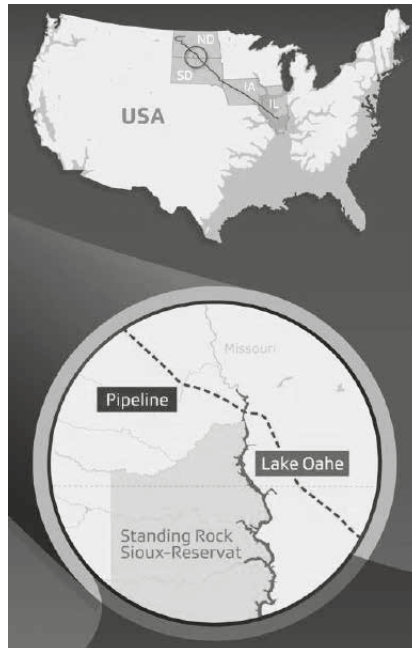 ND
SD
IA
IL
USA
Missouri
Pipeline
Lake Oahe
Standing Rock
Sioux-Reservat